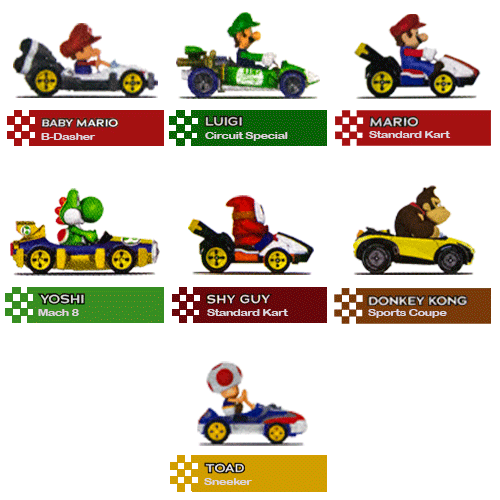 BABY MARIO
B-Dasher
LUIGI
Circuit Special
MARIO
Standard Kart
YOSHI
Mach 8
SHY GUY
Standard Kart
DONKEY KONG
Sports Coupe
TOAD
Sneeker